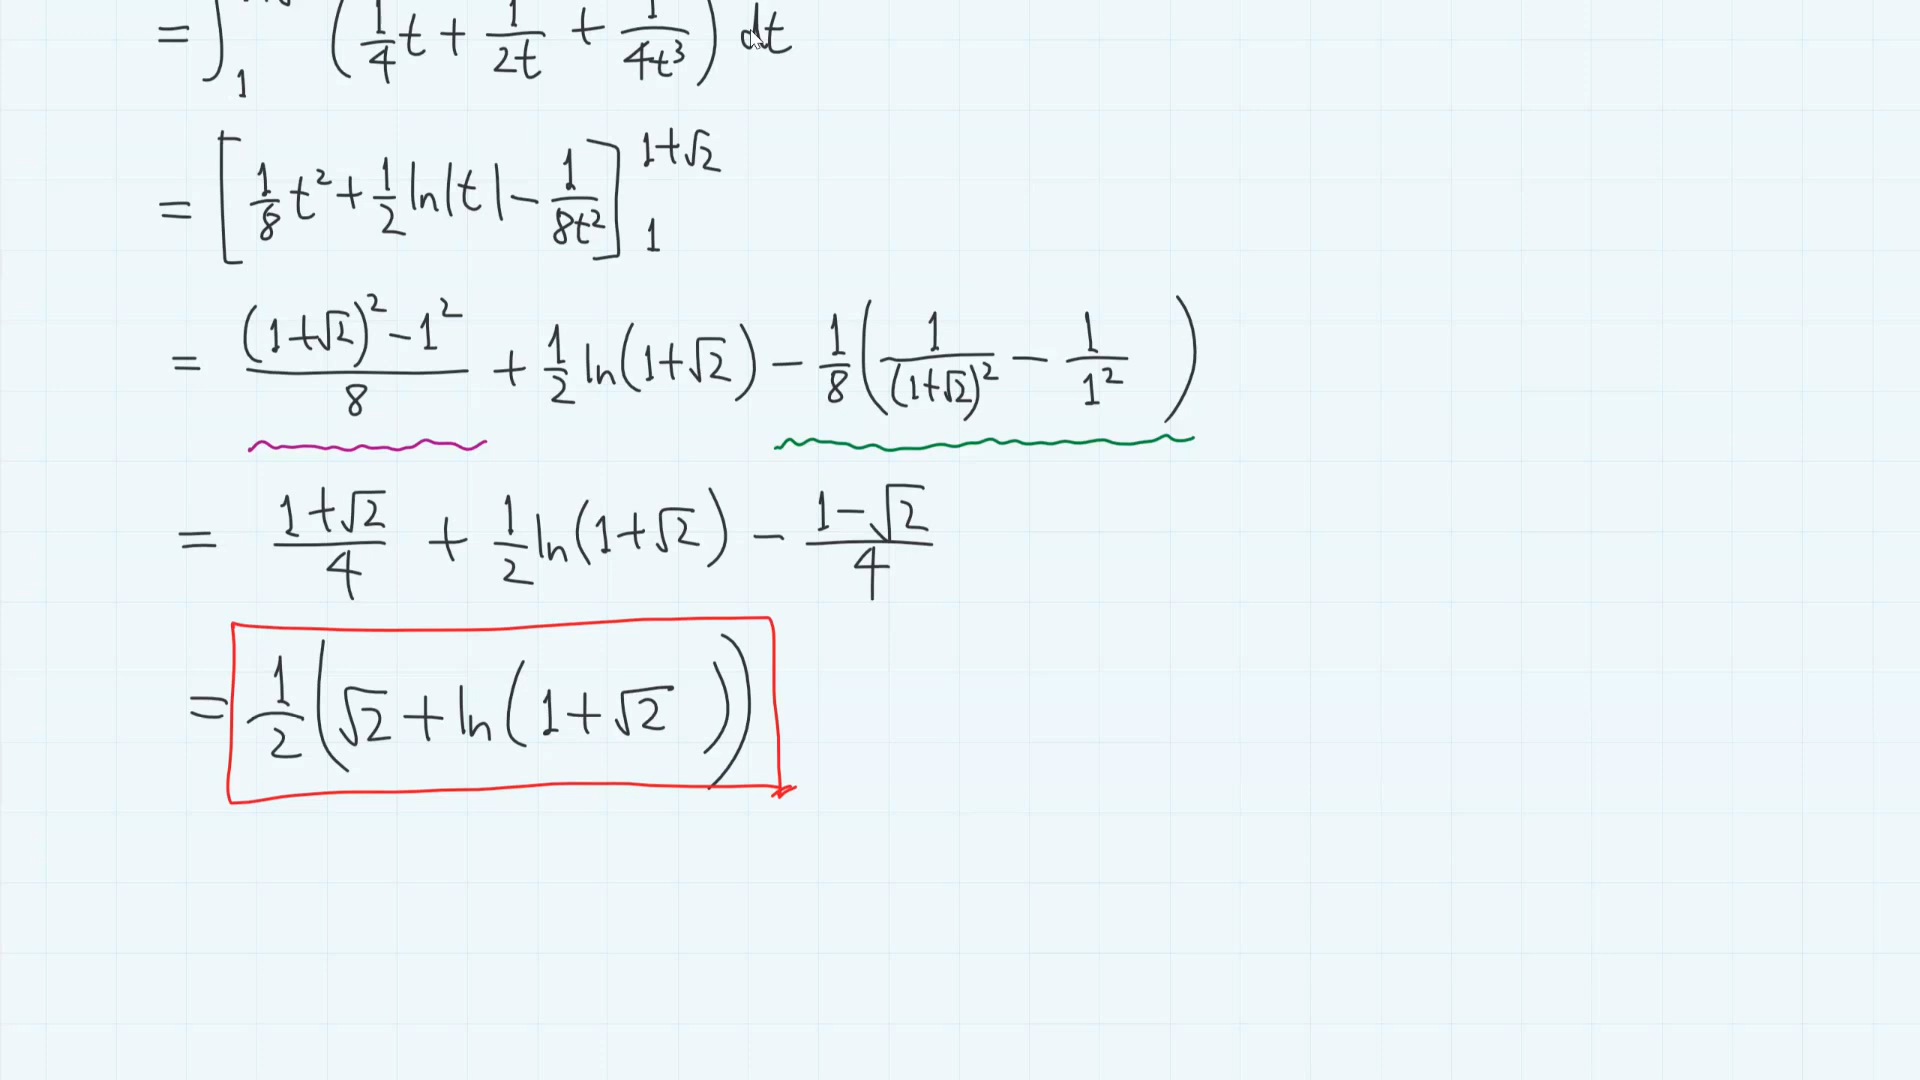 = ∫_1 (1/4 t + 1/2t + 1/4t³) dt
= [1/8 t² + 1/2 ln|t| − 1/8t²]_1^1+√2
= ((1+√2)² − 1²)/8 + 1/2 ln(1+√2) − 1/8 (1/(1+√2)² − 1/1²)
= (1+√2)/4 + 1/2 ln(1+√2) − (1−√2)/4
= 1/2 (√2 + ln(1+√2))